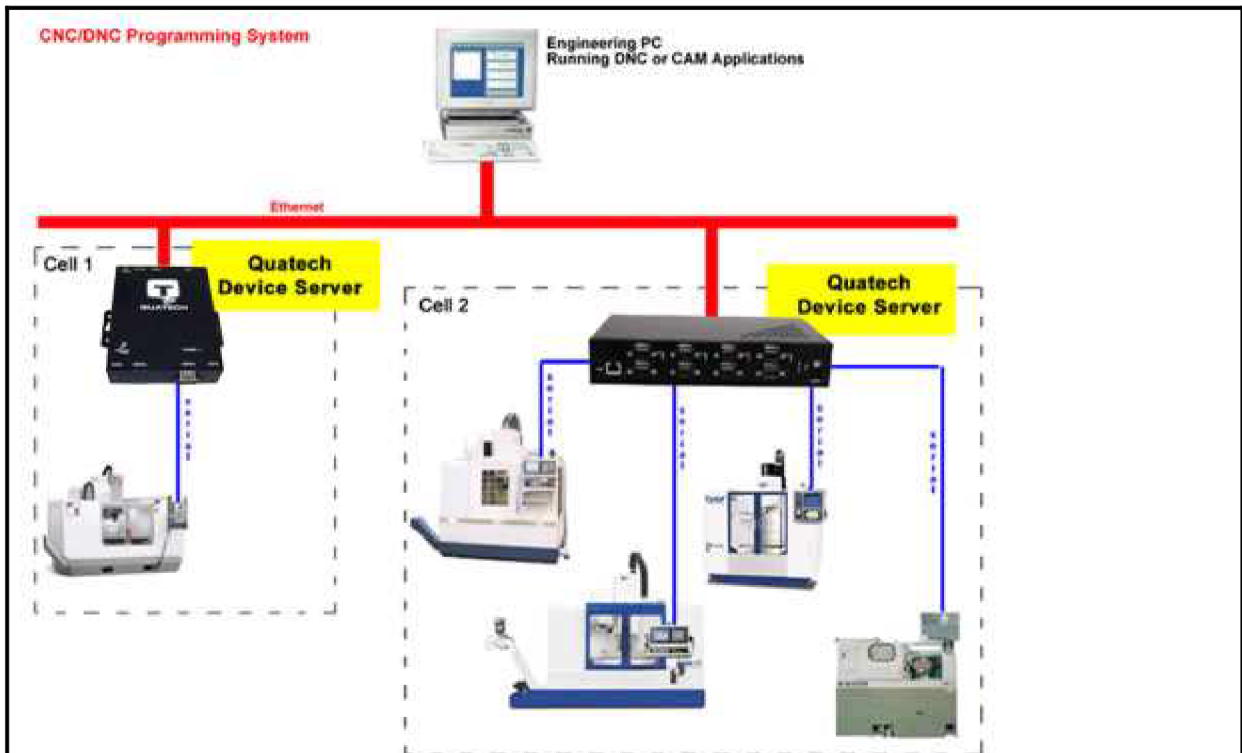 CNC/DNC Programming System
Engineering PC
Running DNC or CAM Applications
Ethernet
Cell 1
Quatech
Device Server
QUATECH
serial
Cell 2
Quatech
Device Server
serial
serial
serial
serial